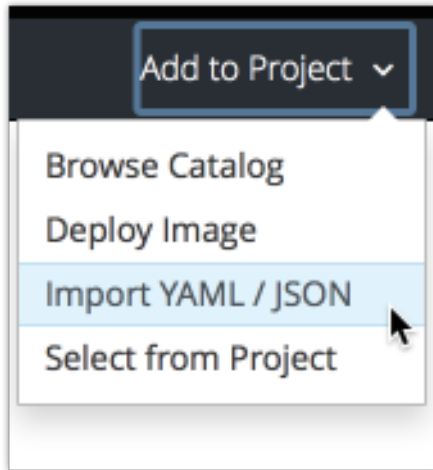 Add to Project
Browse Catalog
Deploy Image
Import YAML / JSON
Select from Project